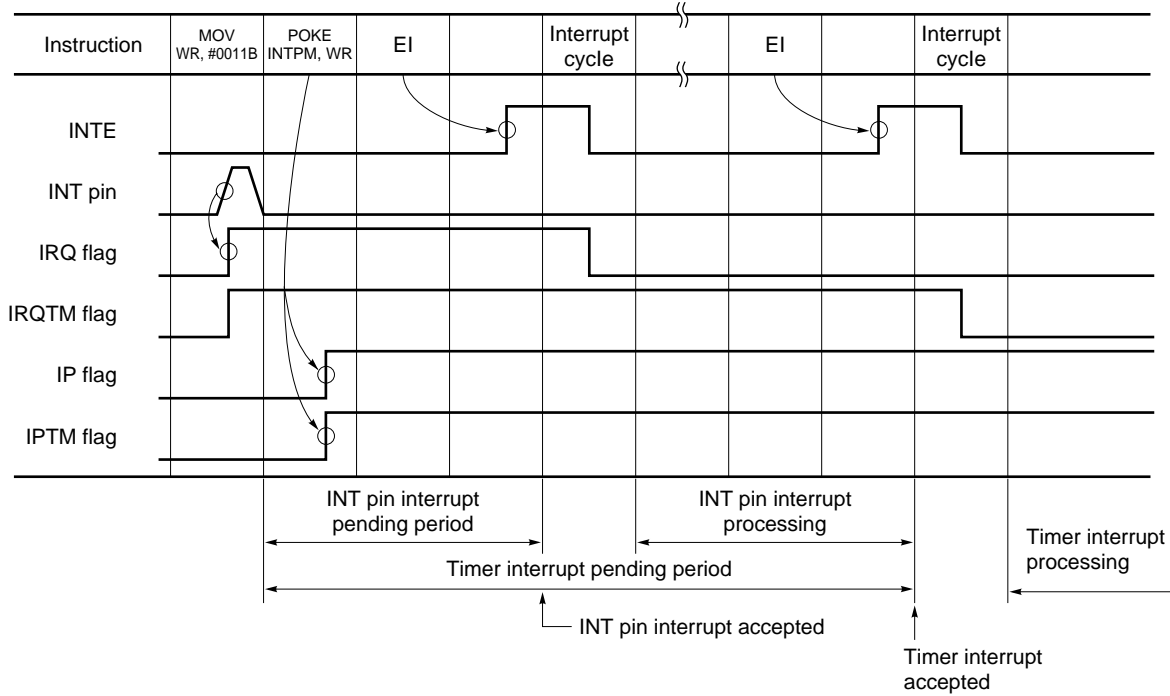 Instruction
MOV
WR, #0011B
POKE
INTPM, WR
EI
Interrupt
cycle
EI
Interrupt
cycle
INTE
INT pin
IRQ flag
IRQTM flag
IP flag
IPTM flag
INT pin interrupt
pending period
INT pin interrupt
processing
Timer interrupt pending period
Timer interrupt
processing
INT pin interrupt accepted
Timer interrupt
accepted